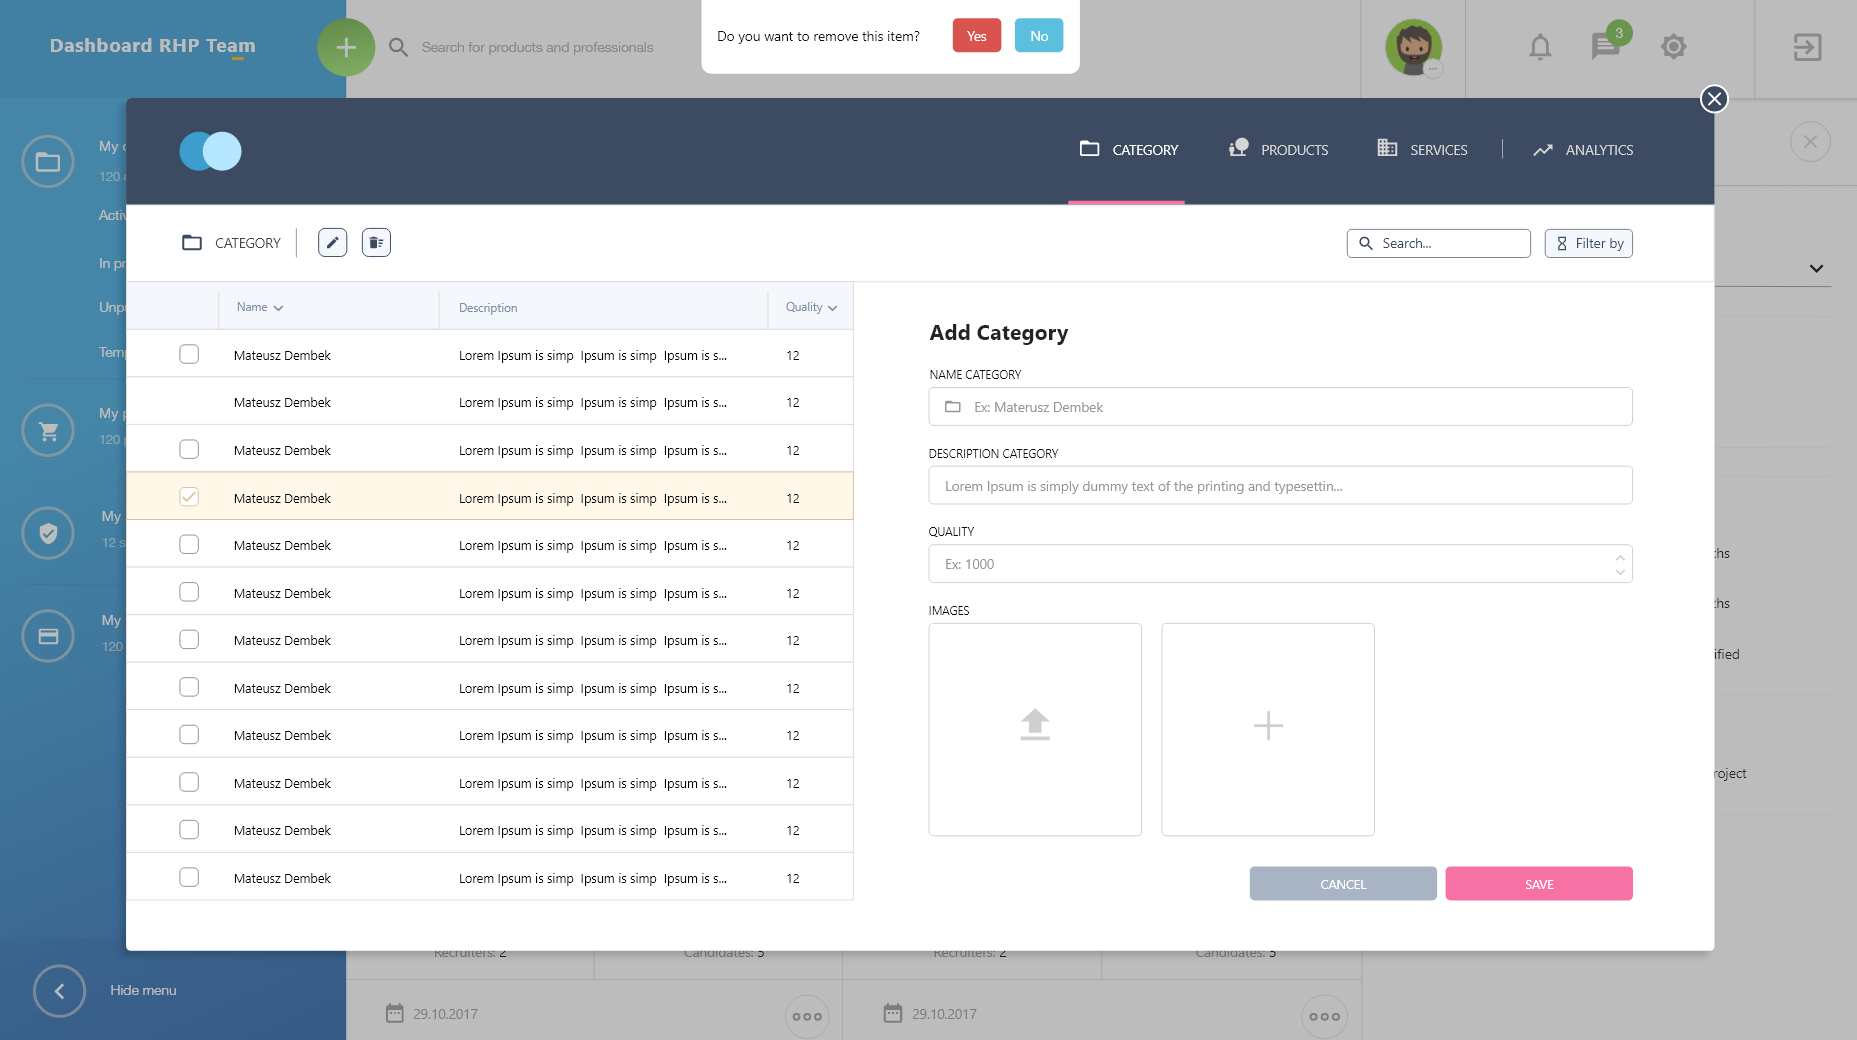 Dashboard RHP Team
Search for products and professionals
Do you want to remove this item?
Yes
No
3
CATEGORY
PRODUCTS
SERVICES
ANALYTICS
My
120
Activ
In pr
Unpu
Temp
My p
120 p
My
12 s
My
120
Hide menu
CATEGORY
Search...
Filter by
Name
Description
Quality
Mateusz Dembek Lorem Ipsum is simp Ipsum is simp Ipsum is s... 12
Mateusz Dembek Lorem Ipsum is simp Ipsum is simp Ipsum is s... 12
Mateusz Dembek Lorem Ipsum is simp Ipsum is simp Ipsum is s... 12
Mateusz Dembek Lorem Ipsum is simp Ipsum is simp Ipsum is s... 12
Mateusz Dembek Lorem Ipsum is simp Ipsum is simp Ipsum is s... 12
Mateusz Dembek Lorem Ipsum is simp Ipsum is simp Ipsum is s... 12
Mateusz Dembek Lorem Ipsum is simp Ipsum is simp Ipsum is s... 12
Mateusz Dembek Lorem Ipsum is simp Ipsum is simp Ipsum is s... 12
Mateusz Dembek Lorem Ipsum is simp Ipsum is simp Ipsum is s... 12
Mateusz Dembek Lorem Ipsum is simp Ipsum is simp Ipsum is s... 12
Mateusz Dembek Lorem Ipsum is simp Ipsum is simp Ipsum is s... 12
Mateusz Dembek Lorem Ipsum is simp Ipsum is simp Ipsum is s... 12
Add Category
NAME CATEGORY
Ex: Materusz Dembek
DESCRIPTION CATEGORY
Lorem Ipsum is simply dummy text of the printing and typesettin...
QUALITY
Ex: 1000
IMAGES
CANCEL
SAVE
ths
ths
ified
roject
Recruiters: 2
Candidates: 5
Recruiters: 2
Candidates: 5
29.10.2017
29.10.2017